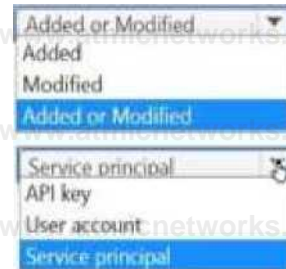 Added or Modified
Added
Modified
Added or Modified
Service principal
API key
User account
Service principal